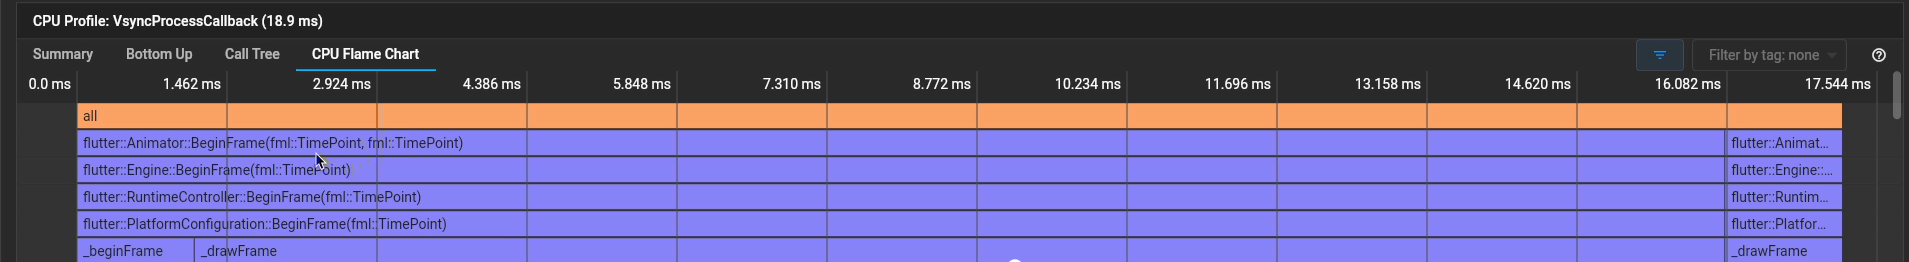 CPU Profile: VsyncProcessCallback (18.9 ms)
Summary Bottom Up Call Tree CPU Flame Chart Filter by tag: none
0.0 ms 1.462 ms 2.924 ms 4.386 ms 5.848 ms 7.310 ms 8.772 ms 10.234 ms 11.696 ms 13.158 ms 14.620 ms 16.082 ms 17.544 ms
all
flutter::Animator::BeginFrame(fml::TimePoint, fml::TimePoint) flutter::Animat...
flutter::Engine::BeginFrame(fml::TimePoint) flutter::Engine::...
flutter::RuntimeController::BeginFrame(fml::TimePoint) flutter::Runtim...
flutter::PlatformConfiguration::BeginFrame(fml::TimePoint) flutter::Platfor...
_beginFrame _drawFrame _drawFrame